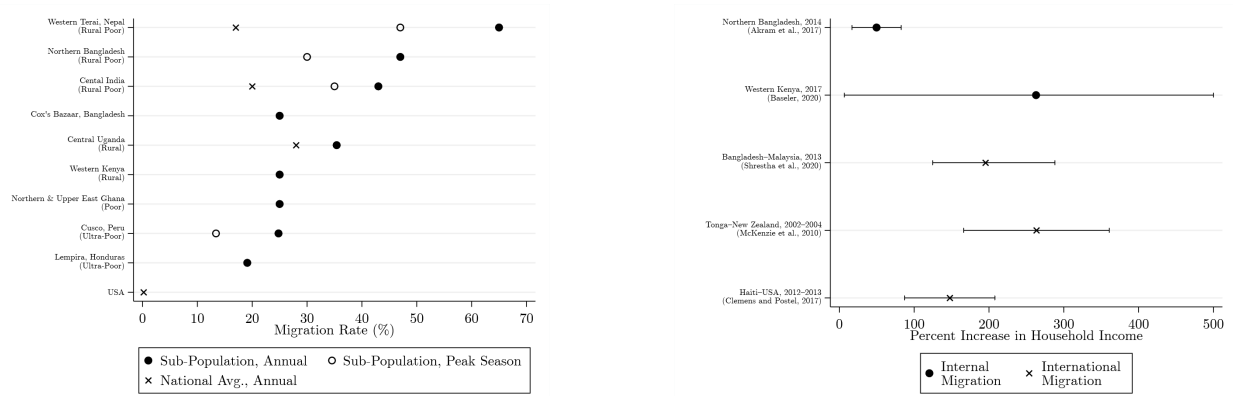 Western Terai, Nepal
(Rural Poor)
Northern Bangladesh
(Rural Poor)
Cental India
(Rural Poor)
Cox's Bazaar, Bangladesh
Central Uganda
(Rural)
Western Kenya
(Rural)
Northern & Upper East Ghana
(Poor)
Cusco, Peru
(Ultra-Poor)
Lempira, Honduras
(Ultra-Poor)
USA
0 10 20 30 40 50 60 70
Migration Rate (%)
Sub-Population, Annual Sub-Population, Peak Season
National Avg., Annual
Northern Bangladesh, 2014
(Akram et al., 2017)
Western Kenya, 2017
(Baseler, 2020)
Bangladesh–Malaysia, 2013
(Shrestha et al., 2020)
Tonga–New Zealand, 2002–2004
(McKenzie et al., 2010)
Haiti–USA, 2012–2013
(Clemens and Postel, 2017)
0 100 200 300 400 500
Percent Increase in Household Income
Internal
Migration
International
Migration